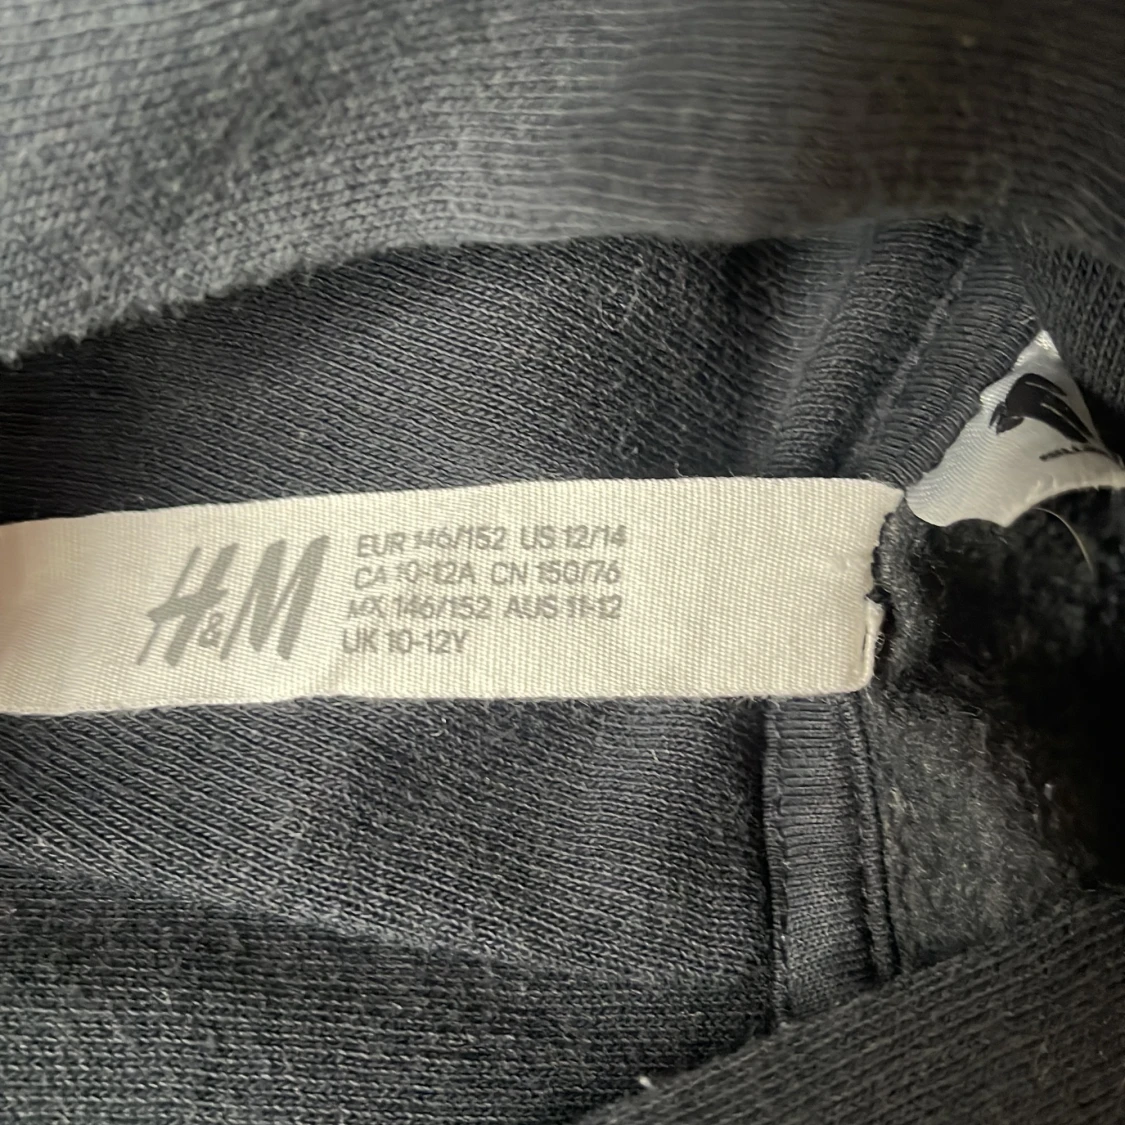 H&M
EUR 146/152 US 12/14
CA 10-12A CN 150/76
MX 146/152 AUS 11-12
UK 10-12Y